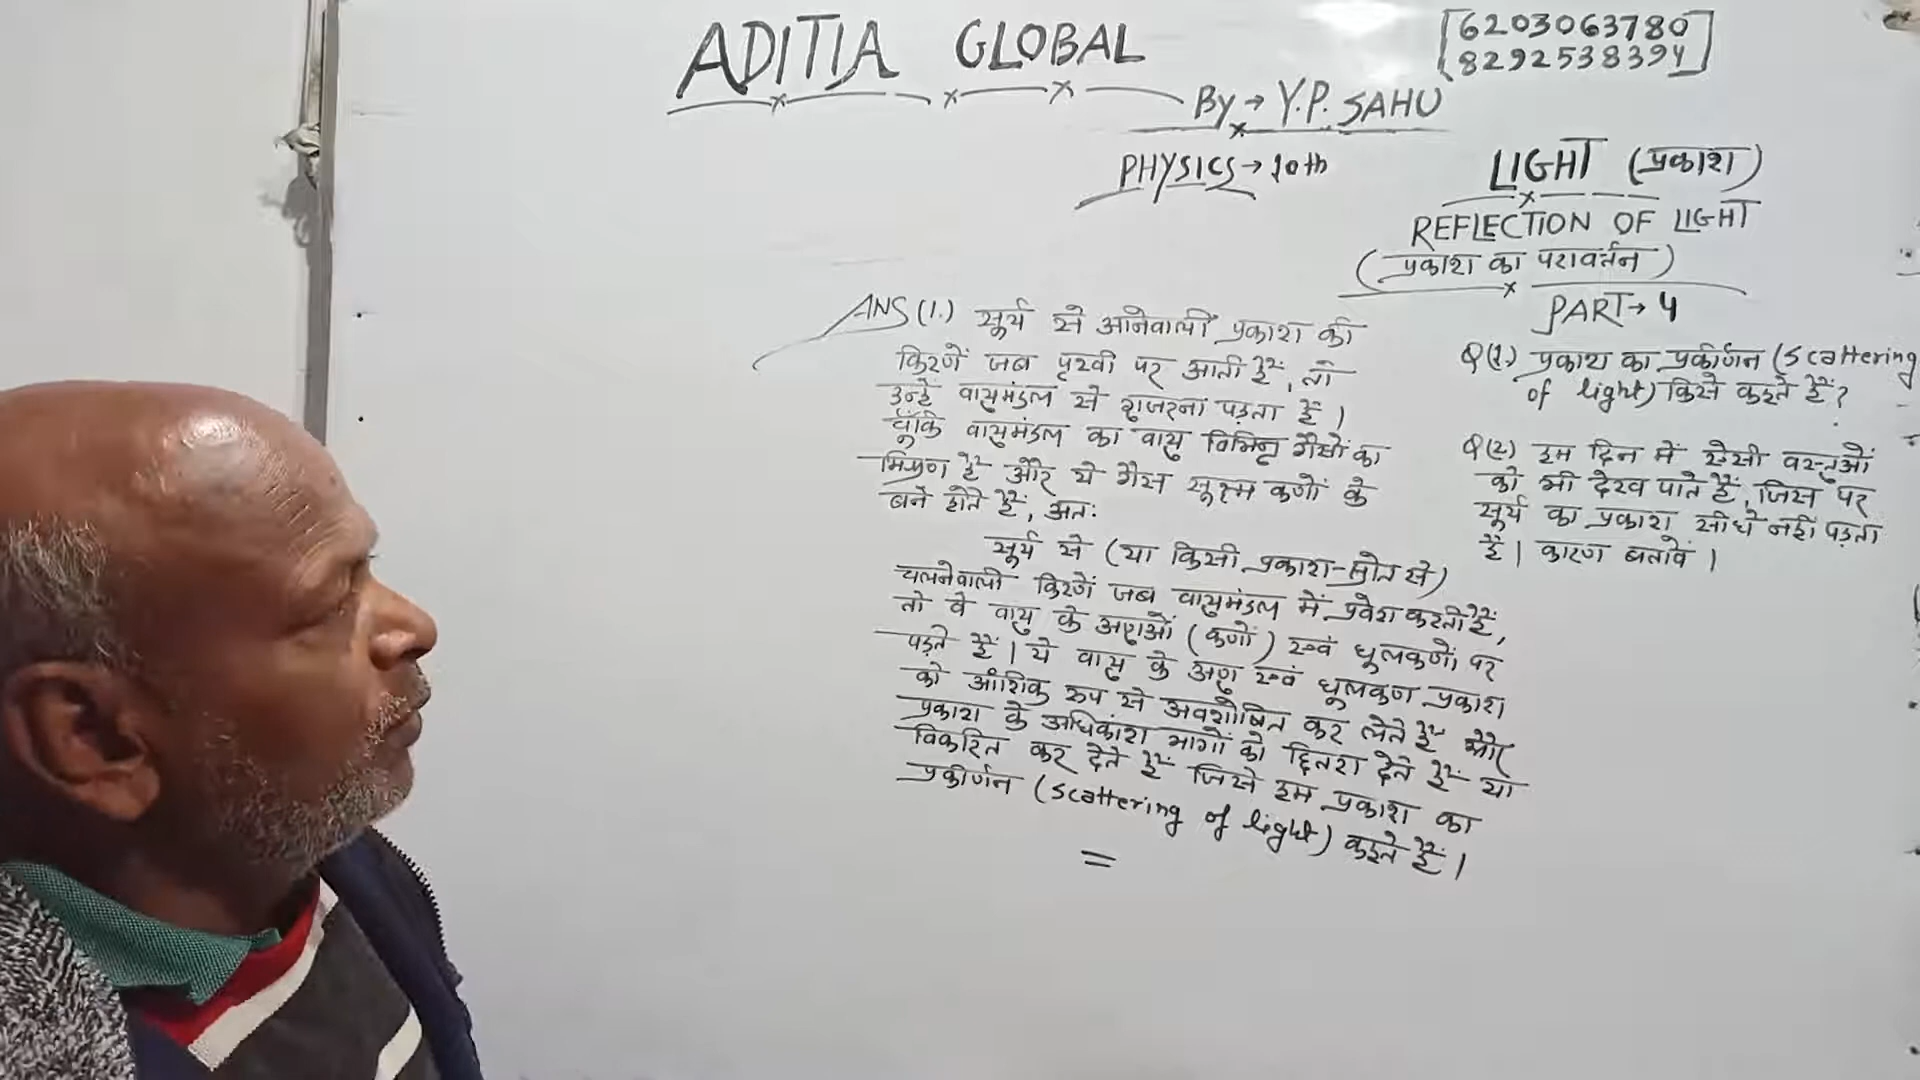 ADITIA GLOBAL
By → Y.P. SAHU
PHYSICS → 10th
6203063780
8292538394
LIGHT (प्रकाश)
REFLECTION OF LIGHT
(प्रकाश का परावर्तन)
PART → 4
Q(1.) प्रकाश का प्रकीर्णन (Scattering
of light) किसे कहते हैं?
Q(2.) हम दिन में ऐसी वस्तुओं
को भी देख पाते हैं, जिस पर
सूर्य का प्रकाश सीधे नहीं पड़ता
है। कारण बतावें।
ANS (1.) सूर्य से आनेवाली प्रकाश की
किरणें जब पृथ्वी पर आती हैं, तो
उन्हें वायुमंडल से गुजरना पड़ता है।
चूँकि वायुमंडल का वायु विभिन्न गैसों का
मिश्रण है और ये गैस सूक्ष्म कणों के
बने होते हैं, अतः
सूर्य से (या किसी प्रकाश-स्रोत से)
चलनेवाली किरणें जब वायुमंडल में प्रवेश करती हैं,
तो वे वायु के अणुओं (कणों) एवं धूलकणों पर
पड़ते हैं। ये वायु के अणु एवं धूलकण प्रकाश
को आंशिक रूप से अवशोषित कर लेते हैं और
प्रकाश के अधिकांश भागों को छितरा देते हैं या
विकरित कर देते हैं जिसे हम प्रकाश का
प्रकीर्णन (Scattering of light) कहते हैं।
=